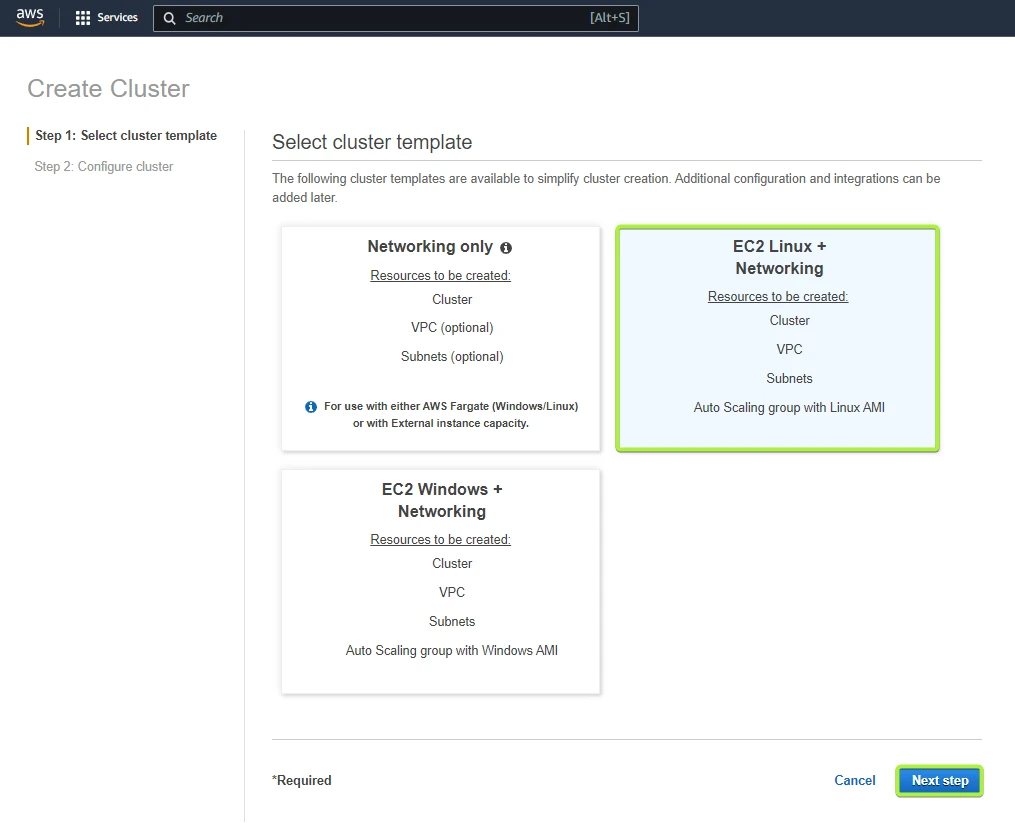 aws
Services
Search
[Alt+S]
Create Cluster
Step 1: Select cluster template
Step 2: Configure cluster
Select cluster template
The following cluster templates are available to simplify cluster creation. Additional configuration and integrations can be
added later.
Networking only
Resources to be created:
Cluster
VPC (optional)
Subnets (optional)
For use with either AWS Fargate (Windows/Linux)
or with External instance capacity.
EC2 Linux +
Networking
Resources to be created:
Cluster
VPC
Subnets
Auto Scaling group with Linux AMI
EC2 Windows +
Networking
Resources to be created:
Cluster
VPC
Subnets
Auto Scaling group with Windows AMI
*Required
Cancel
Next step